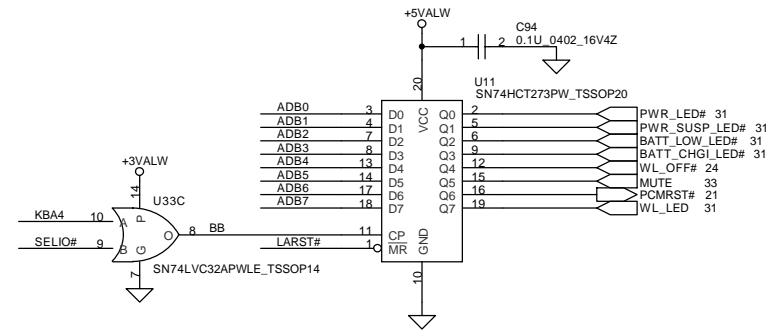 +5VALW
C94
1 2 0.1U_0402_16V4Z
U11
SN74HCT273PW_TSSOP20
20
VCC
ADB0 3 D0 Q0 2 PWR_LED# 31
ADB1 4 D1 Q1 5 PWR_SUSP_LED# 31
ADB2 7 D2 Q2 6 BATT_LOW_LED# 31
ADB3 8 D3 Q3 9 BATT_CHGI_LED# 31
ADB4 13 D4 Q4 12 WL_OFF# 24
ADB5 14 D5 Q5 15 MUTE 33
ADB6 17 D6 Q6 16 PCMRST# 21
ADB7 18 D7 Q7 19 WL_LED 31
+3VALW
14 U33C
KBA4 10 A P
O 8 BB 11 CP
SELIO# 9 B G
LARST# 1 MR GND
7 SN74LVC32APWLE_TSSOP14
10